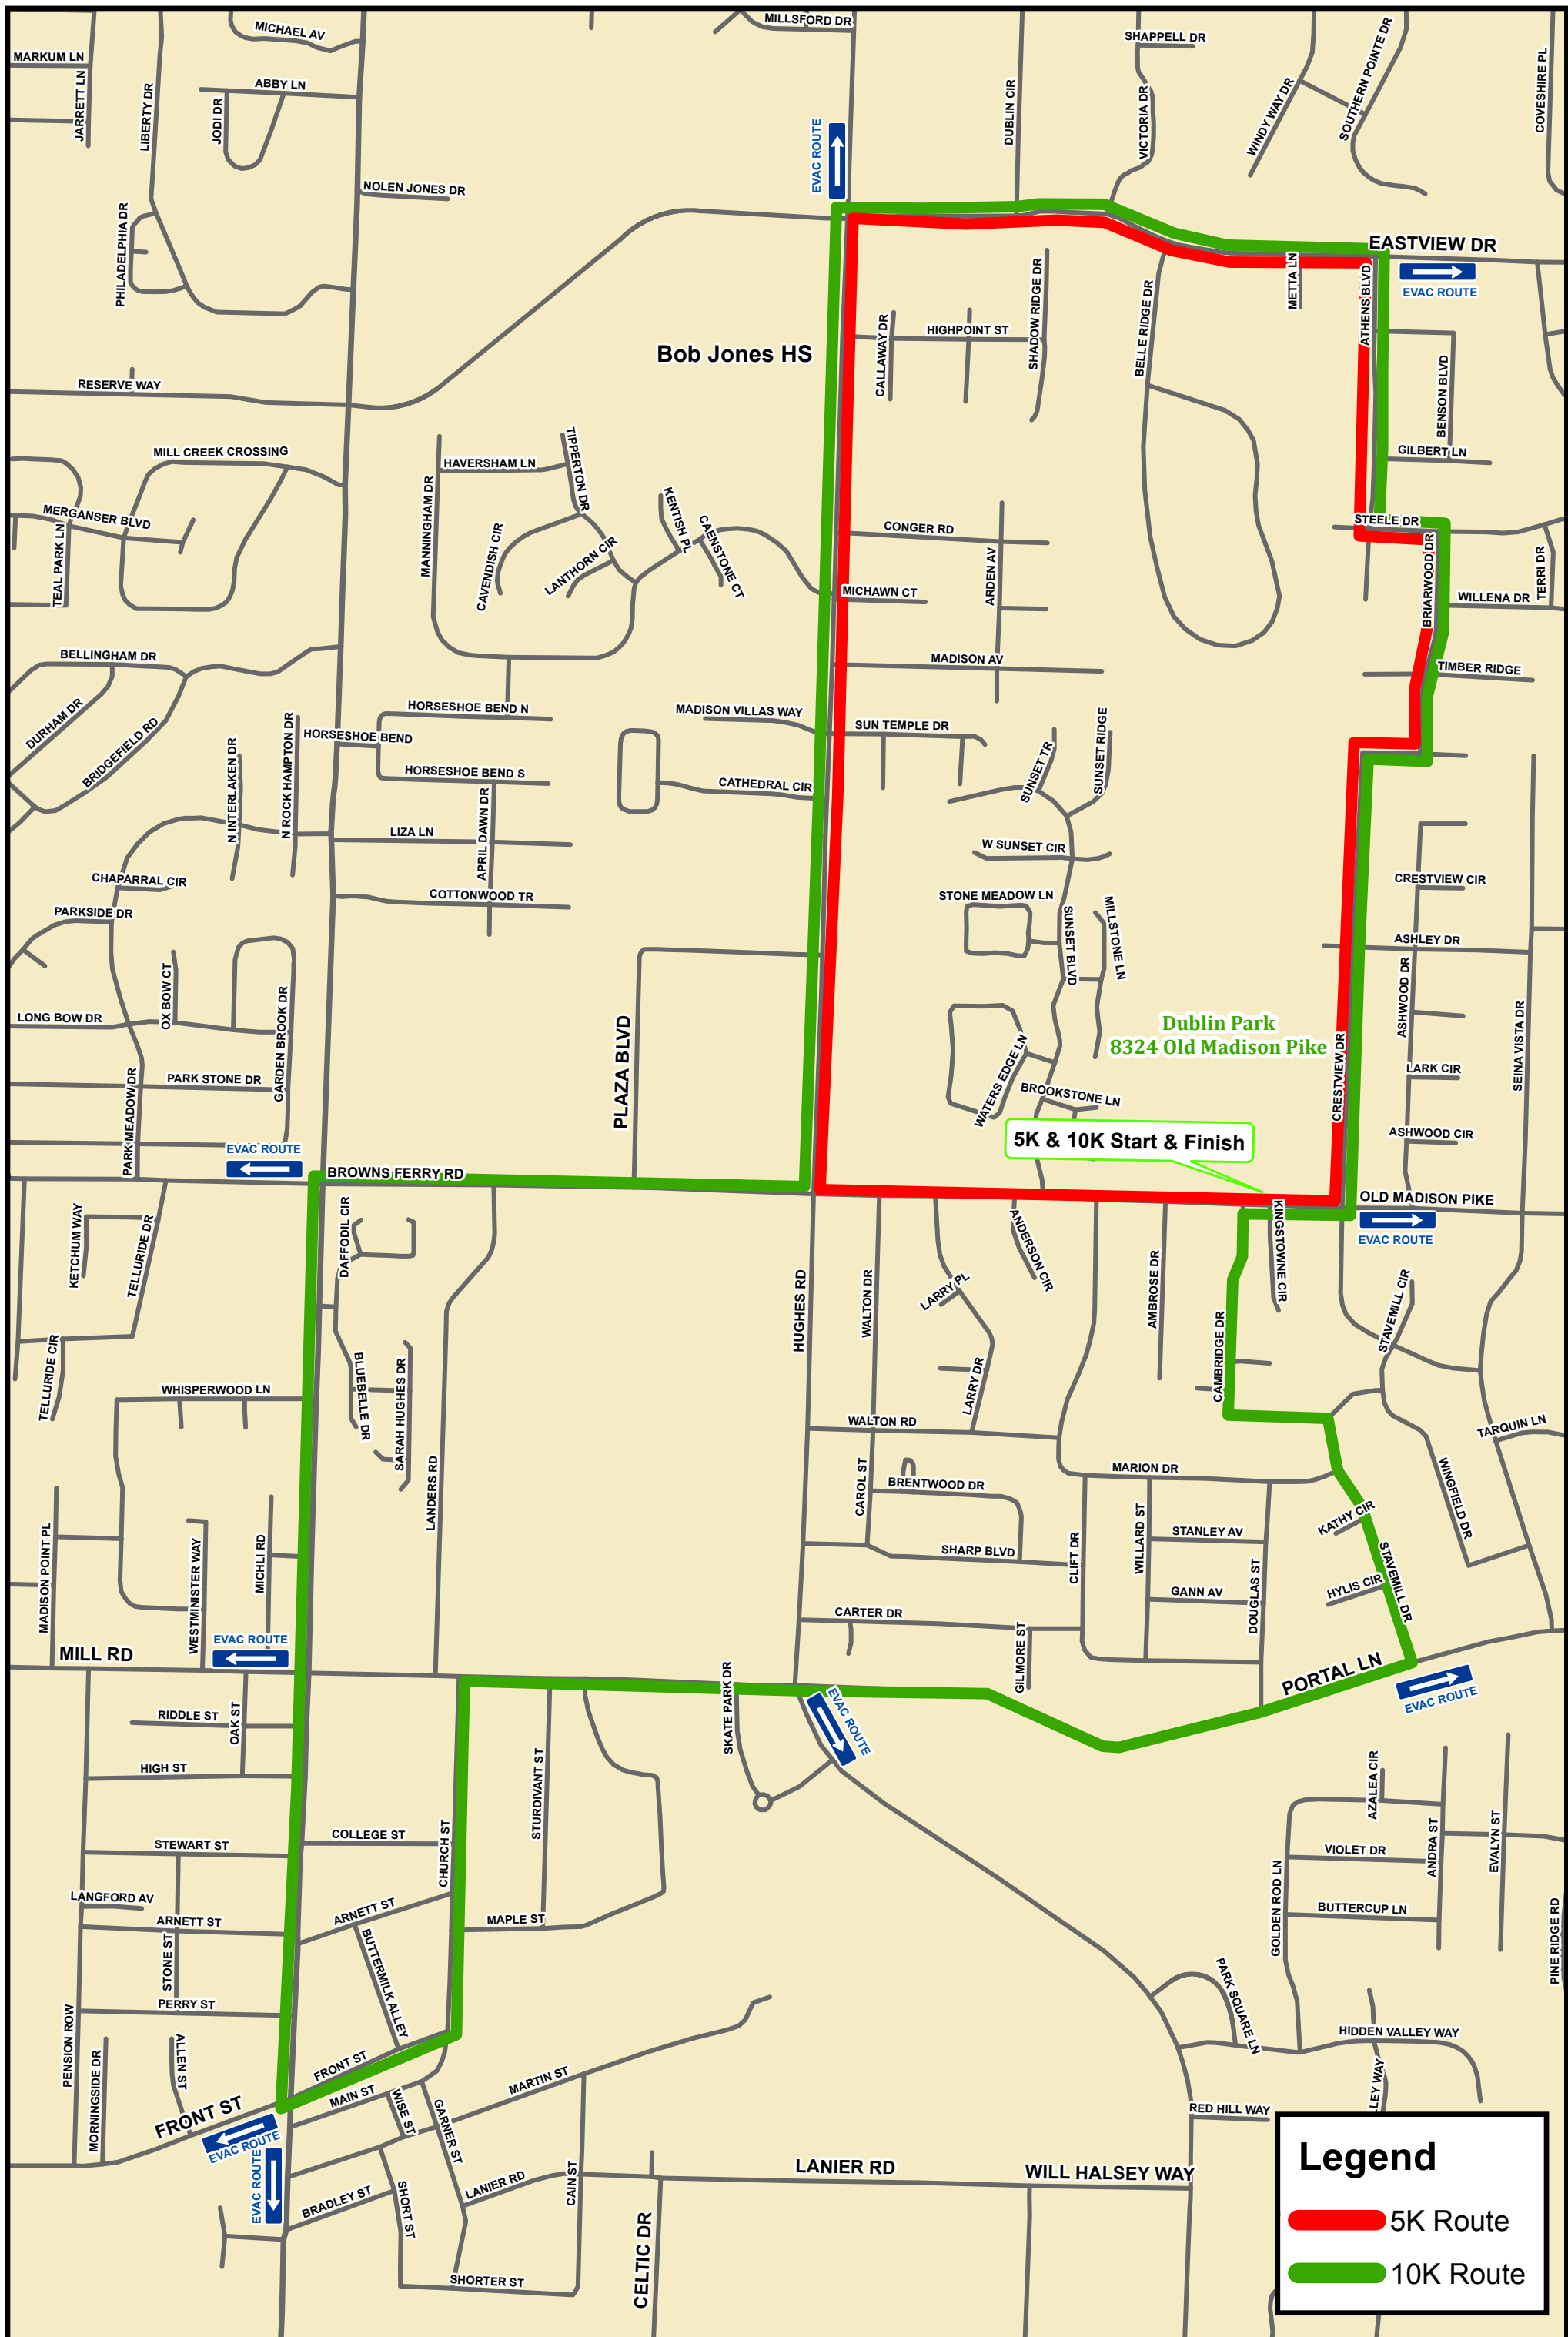 MILLSFORD DR
MICHAEL AV
SHAPPELL DR
MARKUM LN
JARRETT LN
LIBERTY DR
ABBY LN
JODI DR
EVAC ROUTE
DUBLIN CIR
VICTORIA DR
WINDY WAY DR
SOUTHERN POINTE DR
COVESHIRE PL
NOLEN JONES DR
PHILADELPHIA DR
EASTVIEW DR
EVAC ROUTE
METTA LN
ATHENS BLVD
SHADOW RIDGE DR
BELLE RIDGE DR
HIGHPOINT ST
CALLAWAY DR
Bob Jones HS
RESERVE WAY
BENSON BLVD
GILBERT LN
MILL CREEK CROSSING
HAVERSHAM LN
TIPPERTON DR
MANNINGHAM DR
KENTISH PL
CAENSTONE CT
MERGANSER BLVD
TEAL PARK LN
CAVENDISH CIR
LANTHORN CIR
CONGER RD
STEELE DR
ARDEN AV
BRIARWOOD DR
TERRI DR
MICHAWN CT
WILLENA DR
BELLINGHAM DR
MADISON AV
TIMBER RIDGE
DURHAM DR
BRIDGEFIELD RD
HORSESHOE BEND N
MADISON VILLAS WAY
SUN TEMPLE DR
HORSESHOE BEND
N INTERLAKEN DR
N ROCK HAMPTON DR
HORSESHOE BEND S
CATHEDRAL CIR
SUNSET TR
SUNSET RIDGE
APRIL DAWN DR
LIZA LN
W SUNSET CIR
CHAPARRAL CIR
COTTONWOOD TR
STONE MEADOW LN
CRESTVIEW CIR
PARKSIDE DR
SUNSET BLVD
MILLSTONE LN
ASHLEY DR
OX BOW CT
ASHWOOD DR
LONG BOW DR
GARDEN BROOK DR
PLAZA BLVD
Dublin Park
8324 Old Madison Pike
SEINA VISTA DR
PARK STONE DR
WATERS EDGE LN
CRESTVIEW DR
LARK CIR
BROOKSTONE LN
PARK MEADOW DR
EVAC ROUTE
5K & 10K Start & Finish
ASHWOOD CIR
BROWNS FERRY RD
OLD MADISON PIKE
EVAC ROUTE
KETCHUM WAY
TELLURIDE DR
DAFFODIL CIR
ANDERSON CIR
KINGSTOWNE CIR
HUGHES RD
WALTON DR
LARRY PL
AMBROSE DR
STAVEMILL CIR
CAMBRIDGE DR
TELLURIDE CIR
BLUEBELLE DR
SARAH HUGHES DR
LARRY DR
WHISPERWOOD LN
WALTON RD
TARQUIN LN
LANDERS RD
CAROL ST
MARION DR
BRENTWOOD DR
WINGFIELD DR
KATHY CIR
MADISON POINT PL
WESTMINISTER WAY
MICHLI RD
SHARP BLVD
CLIFT DR
WILLARD ST
STANLEY AV
STAVEMILL DR
GANN AV
DOUGLAS ST
HYLIS CIR
CARTER DR
GILMORE ST
EVAC ROUTE
MILL RD
SKATE PARK DR
PORTAL LN
EVAC ROUTE
EVAC ROUTE
RIDDLE ST
OAK ST
HIGH ST
STURDIVANT ST
AZALEA CIR
COLLEGE ST
CHURCH ST
STEWART ST
VIOLET DR
ANDRA ST
EVALYN ST
LANGFORD AV
ARNETT ST
ARNETT ST
MAPLE ST
GOLDEN ROD LN
BUTTERCUP LN
STONE ST
BUTTERMILK ALLEY
PINE RIDGE RD
PERRY ST
PARK SQUARE LN
HIDDEN VALLEY WAY
PENSION ROW
MORNINGSIDE DR
ALLEN ST
FRONT ST
MAIN ST
WISE ST
MARTIN ST
GARNER ST
LLEY WAY
RED HILL WAY
FRONT ST
EVAC ROUTE
EVAC ROUTE
LANIER RD
WILL HALSEY WAY
LANIER RD
CAIN ST
BRADLEY ST
SHORT ST
CELTIC DR
SHORTER ST
Legend
5K Route
10K Route